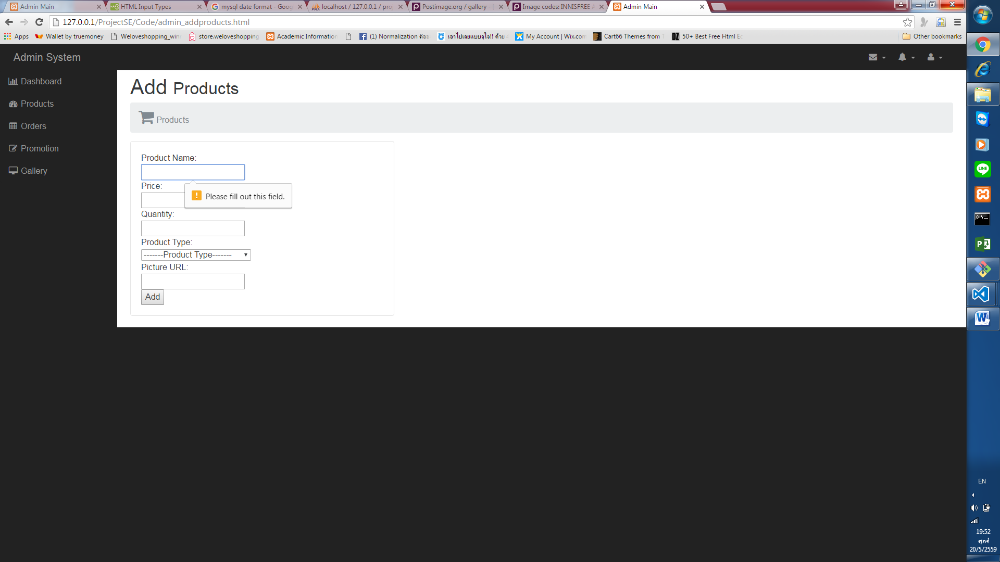 Admin Main
HTML Input Types
mysql date format - Goog
localhost / 127.0.0.1 / pro
Postimage.org / gallery -
Image codes: INNISFREE
Admin Main
127.0.0.1/ProjectSE/Code/admin_addproducts.html
Apps
Wallet by truemoney
Weloveshopping_winn
store.weloveshopping
Academic Information
(1) Normalization คืออ
เอาไปเลยแบบจุใจ!! ด้วย
My Account | Wix.com
Cart66 Themes from
50+ Best Free Html Ec
Other bookmarks
Admin System
Dashboard
Products
Orders
Promotion
Gallery
Add Products
Products
Product Name:
Please fill out this field.
Price:
Quantity:
Product Type:
-------Product Type-------
Picture URL:
Add
LINE
C:\_
P
W
EN
19:52
ศุกร์
20/5/2559